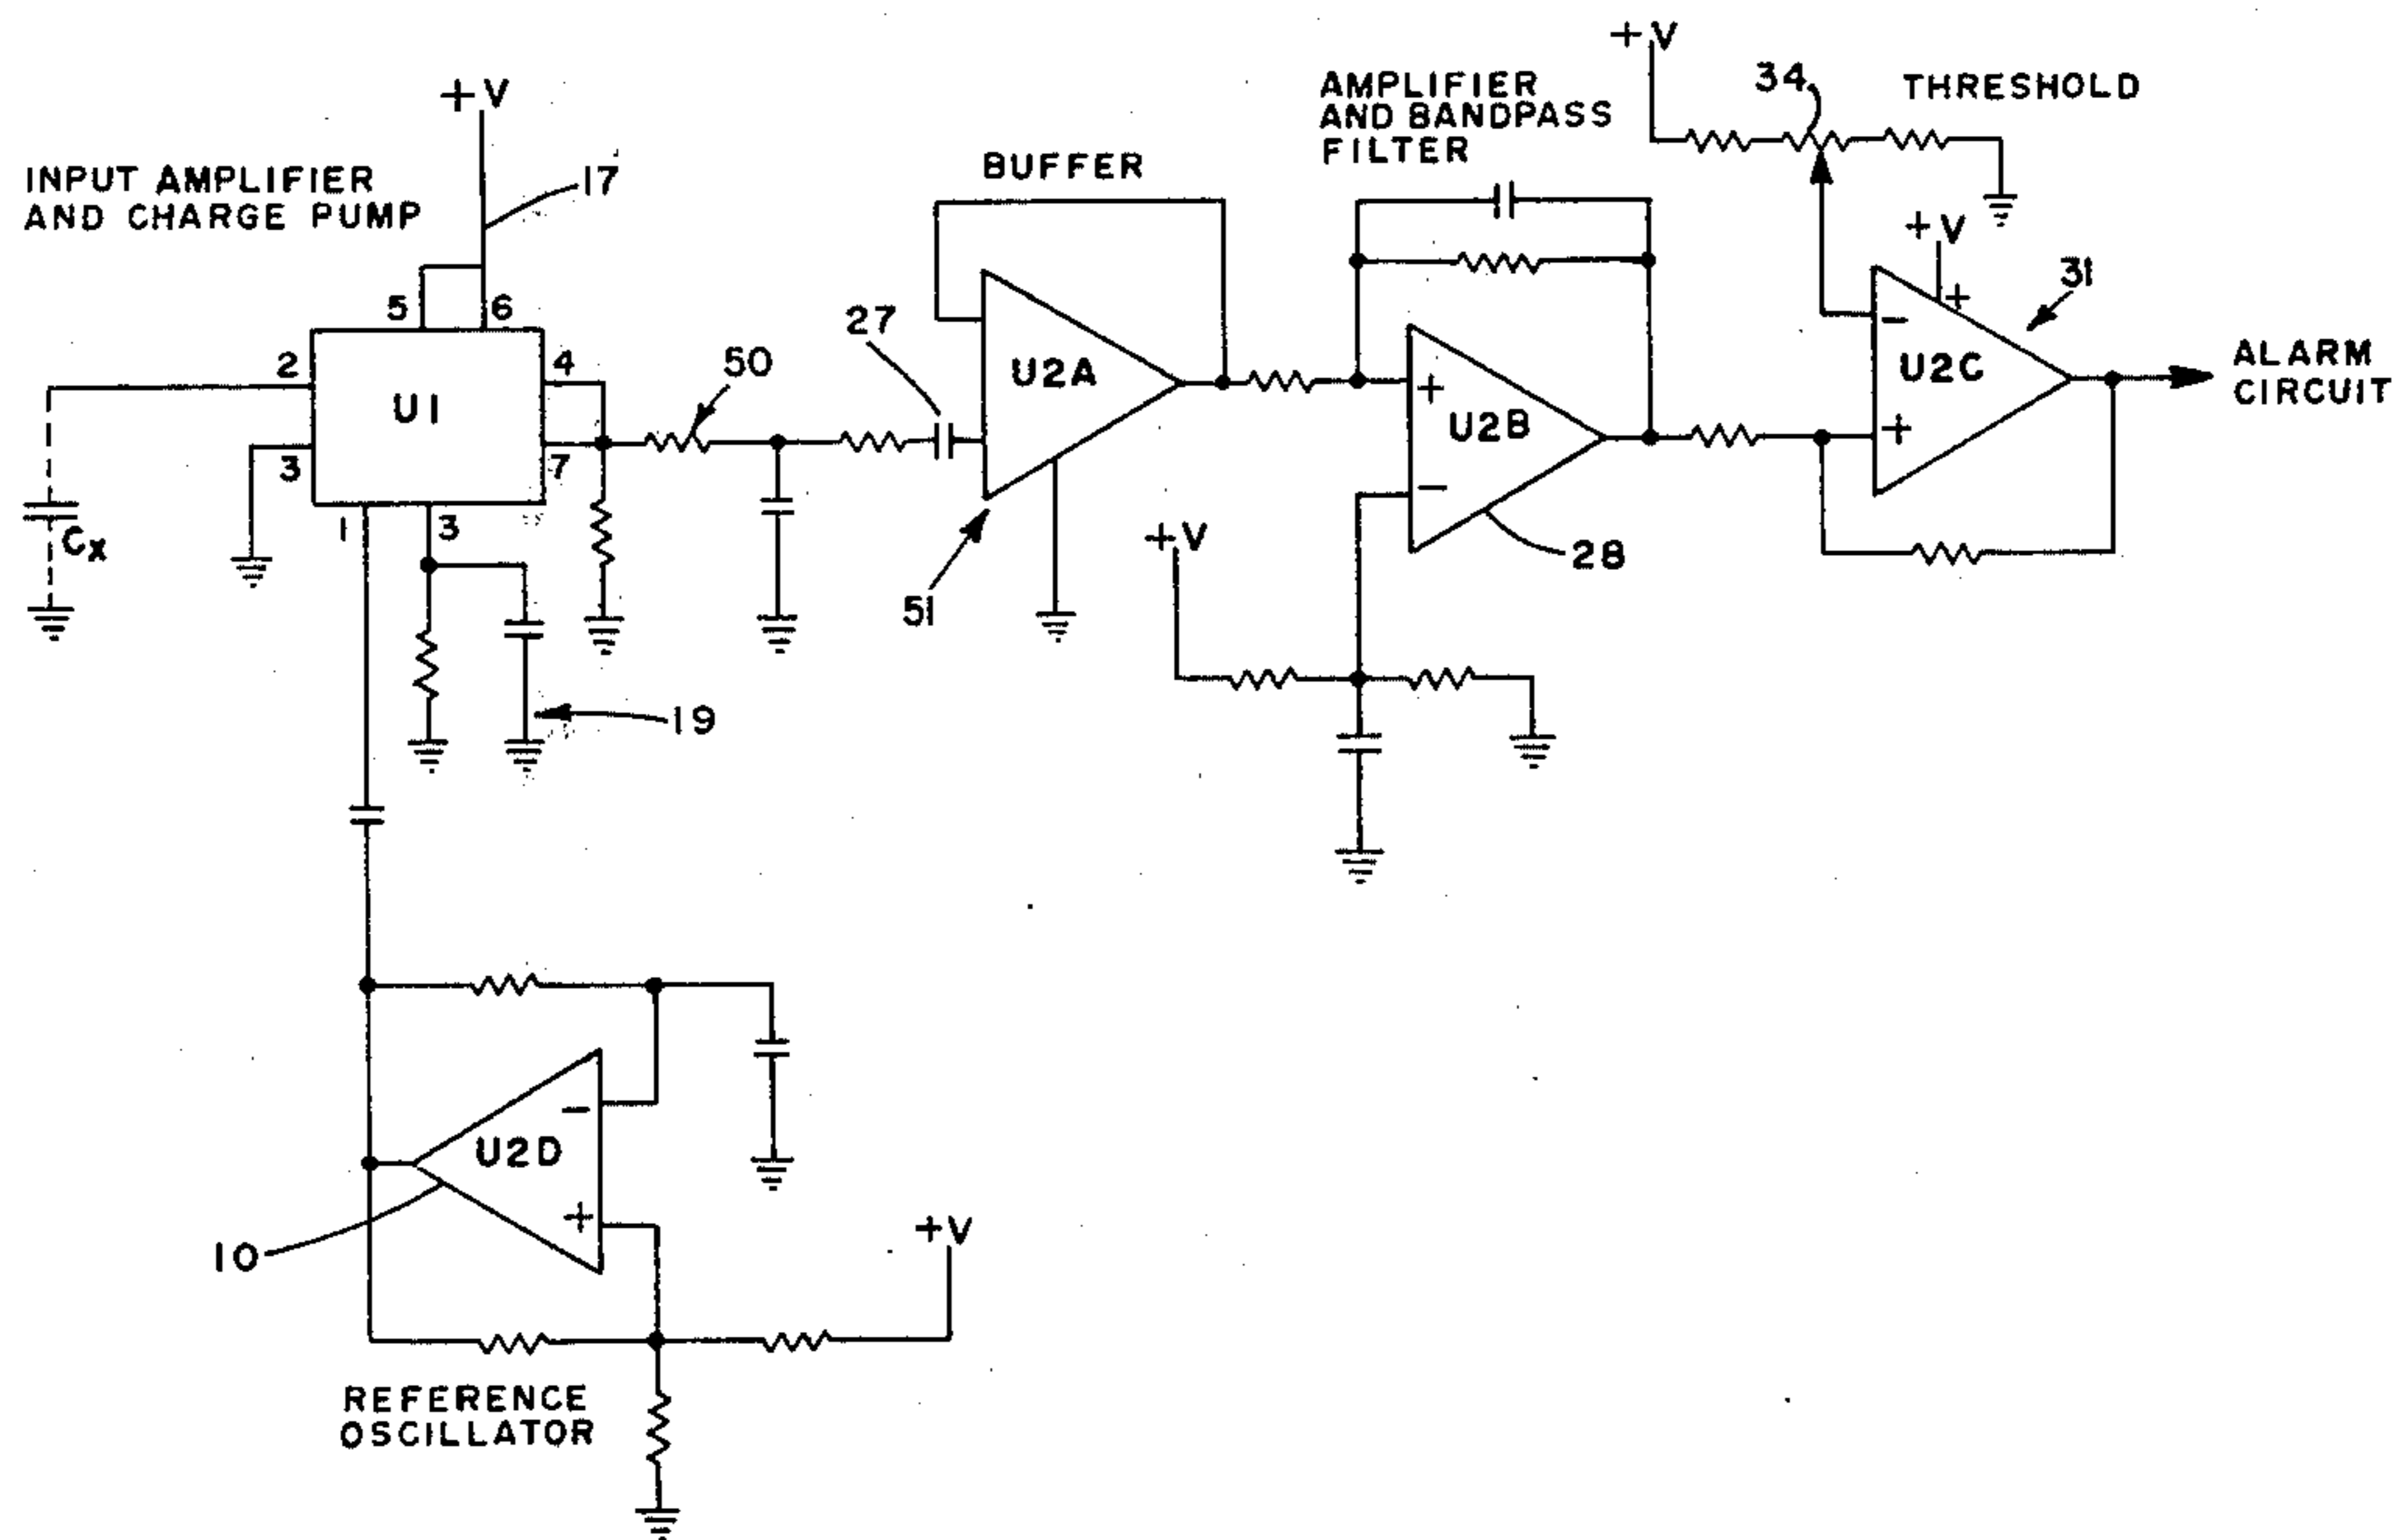 +V
34
THRESHOLD
AMPLIFIER
AND BANDPASS
FILTER
+V
INPUT AMPLIFIER
AND CHARGE PUMP
17
BUFFER
+V
+
31
5
6
27
2
4
50
U1
3
7
1
3
Cx
U2A
+
U2B
-
28
-
U2C
+
ALARM
CIRCUIT
51
+V
19
-
U2D
+
10
+V
REFERENCE
OSCILLATOR